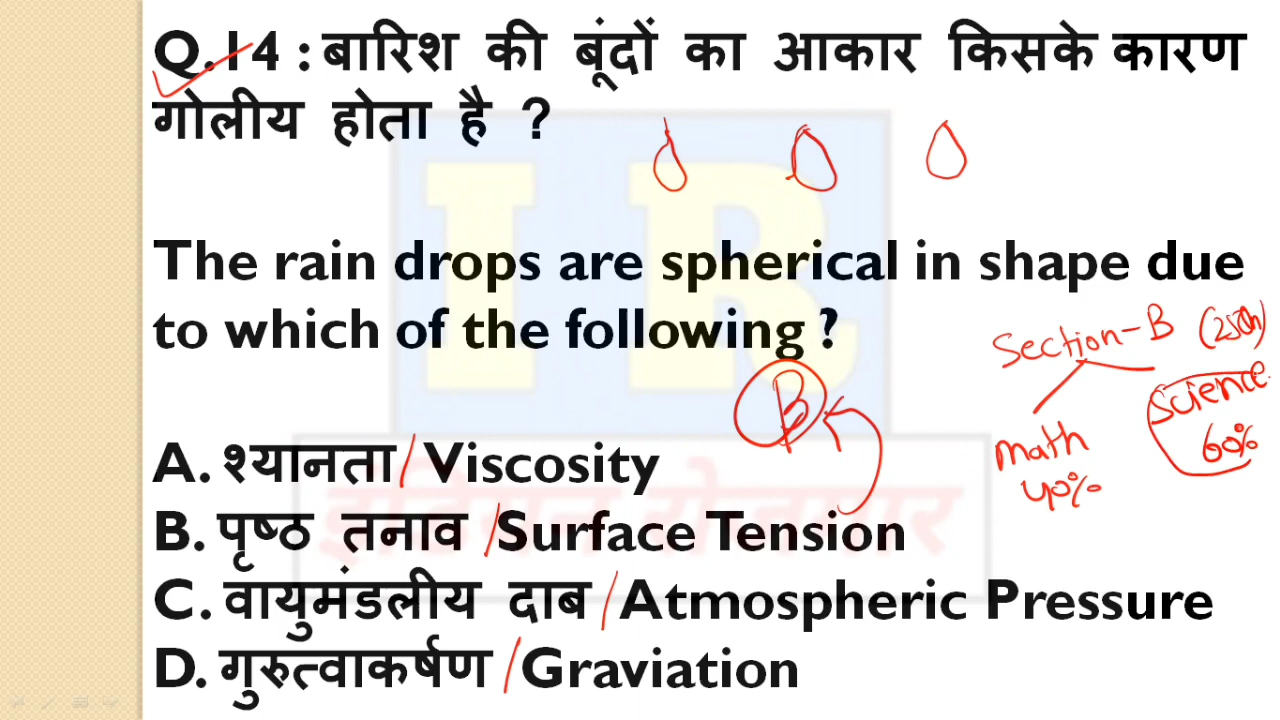 Q.14 : बारिश की बूंदों का आकार किसके कारण
गोलीय होता है ?
The rain drops are spherical in shape due
to which of the following ?
Section-B
Science
60%
math
40%
B
A. श्यानता/ Viscosity
B. पृष्ठ तनाव /Surface Tension
C. वायुमंडलीय दाब /Atmospheric Pressure
D. गुरुत्वाकर्षण /Graviation
IR